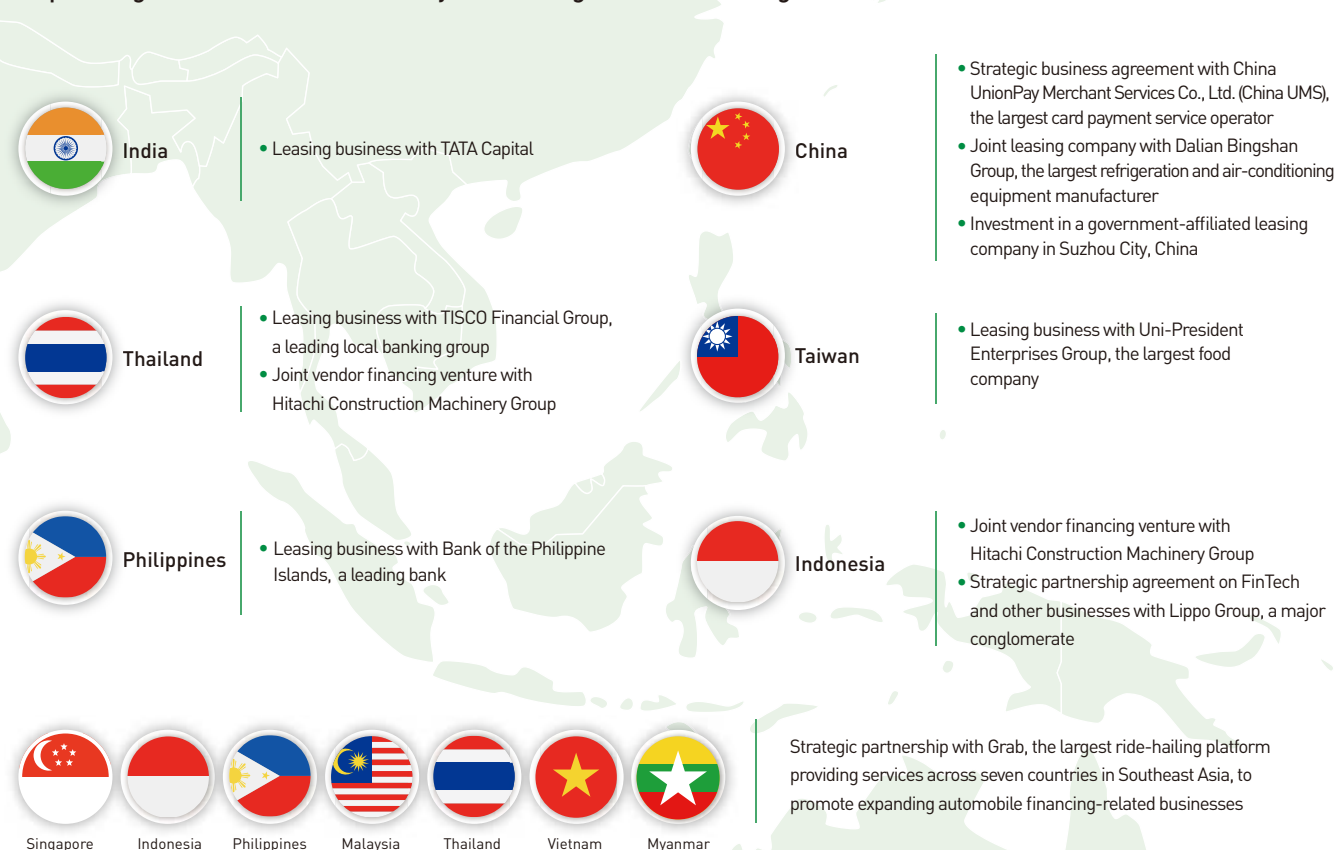 India
• Leasing business with TATA Capital
China
• Strategic business agreement with China
UnionPay Merchant Services Co., Ltd. (China UMS),
the largest card payment service operator
• Joint leasing company with Dalian Bingshan
Group, the largest refrigeration and air-conditioning
equipment manufacturer
• Investment in a government-affiliated leasing
company in Suzhou City, China
Thailand
• Leasing business with TISCO Financial Group,
a leading local banking group
• Joint vendor financing venture with
Hitachi Construction Machinery Group
Taiwan
• Leasing business with Uni-President
Enterprises Group, the largest food
company
Philippines
• Leasing business with Bank of the Philippine
Islands, a leading bank
Indonesia
• Joint vendor financing venture with
Hitachi Construction Machinery Group
• Strategic partnership agreement on FinTech
and other businesses with Lippo Group, a major
conglomerate
Singapore
Indonesia
Philippines
Malaysia
Thailand
Vietnam
Myanmar
Strategic partnership with Grab, the largest ride-hailing platform
providing services across seven countries in Southeast Asia, to
promote expanding automobile financing-related businesses